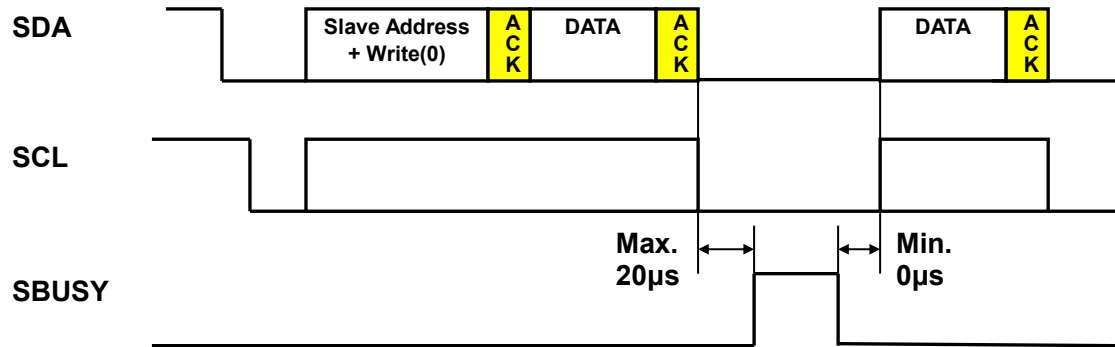 SDA
Slave Address
+ Write(0)
A
C
K
DATA
A
C
K
DATA
A
C
K
SCL
Max.
20µs
Min.
0µs
SBUSY